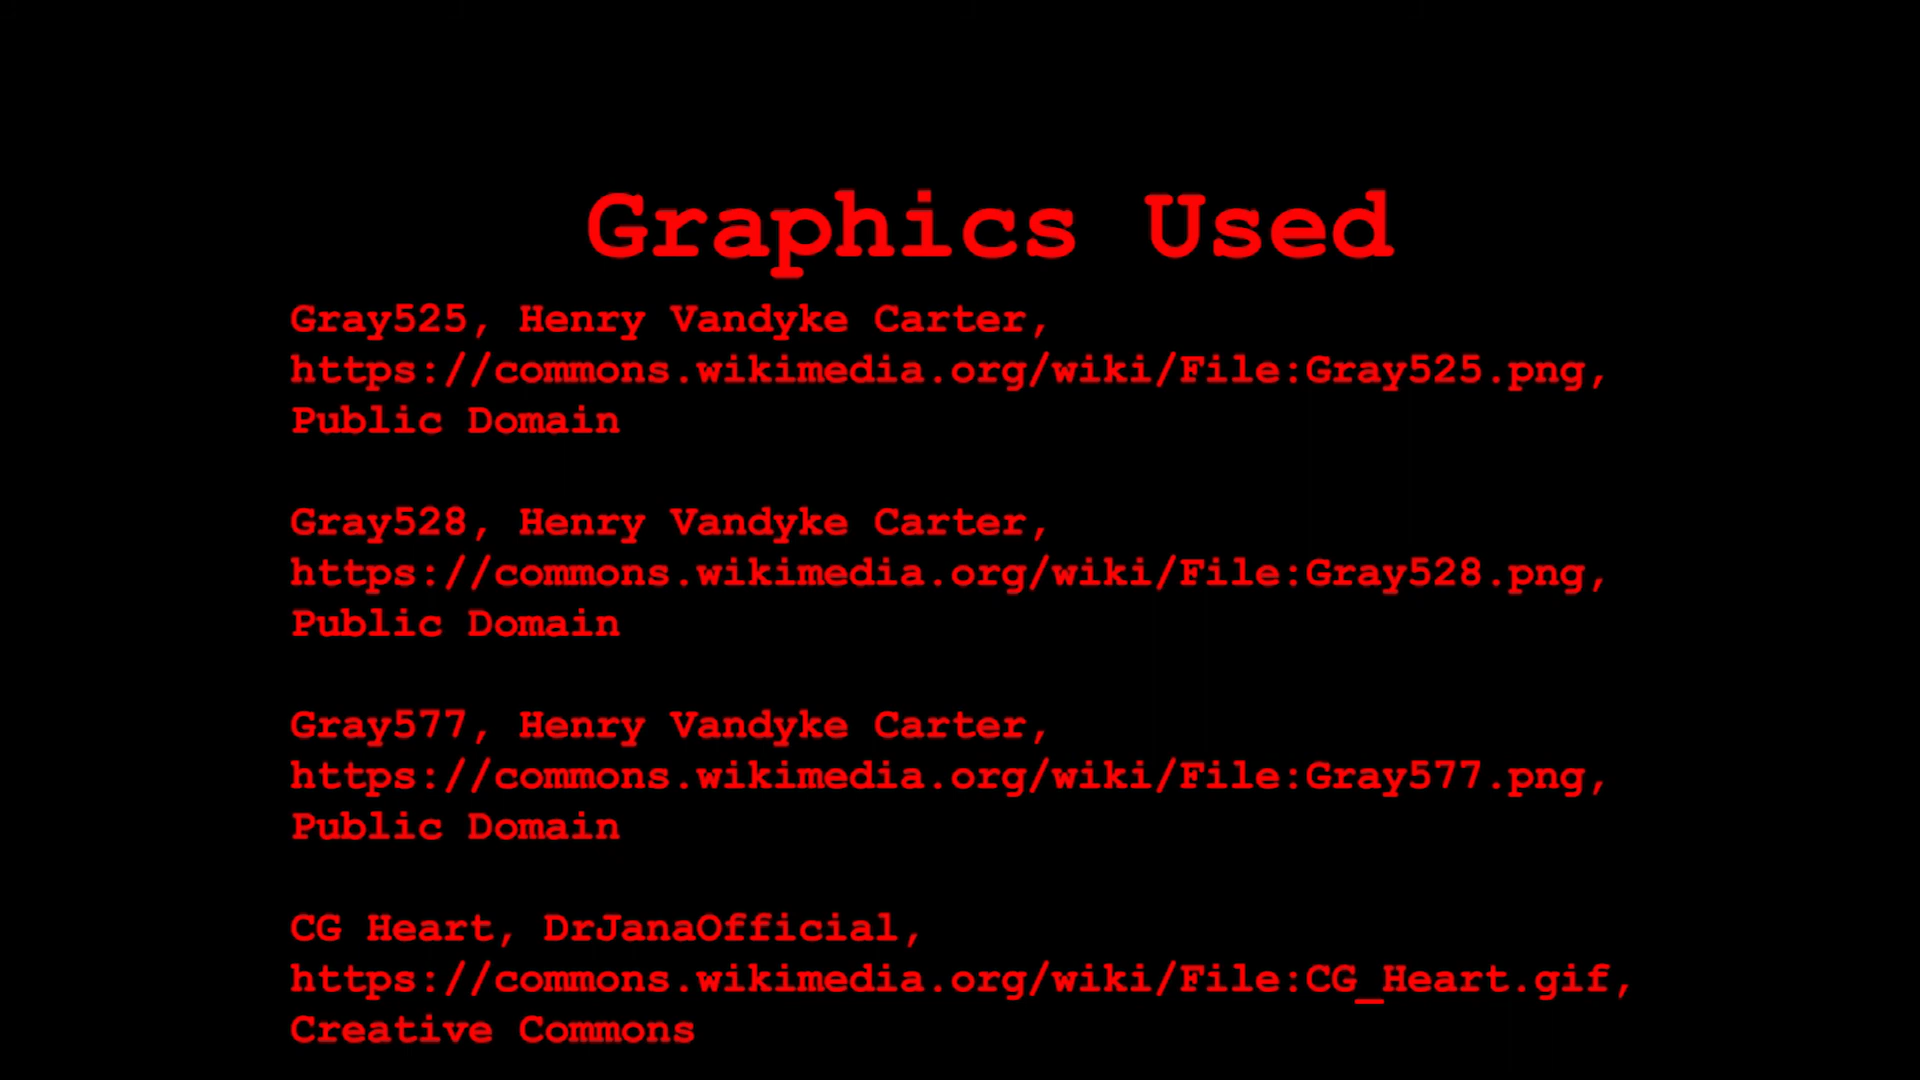 Graphics Used
Gray525, Henry Vandyke Carter,
https://commons.wikimedia.org/wiki/File:Gray525.png,
Public Domain
Gray528, Henry Vandyke Carter,
https://commons.wikimedia.org/wiki/File:Gray528.png,
Public Domain
Gray577, Henry Vandyke Carter,
https://commons.wikimedia.org/wiki/File:Gray577.png,
Public Domain
CG Heart, DrJanaOfficial,
https://commons.wikimedia.org/wiki/File:CG_Heart.gif,
Creative Commons